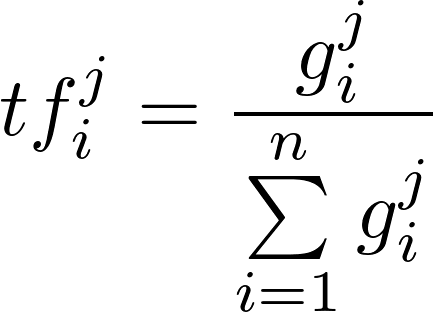 tf_i^j = \frac{g_i^j}{\sum_{i=1}^{n} g_i^j}